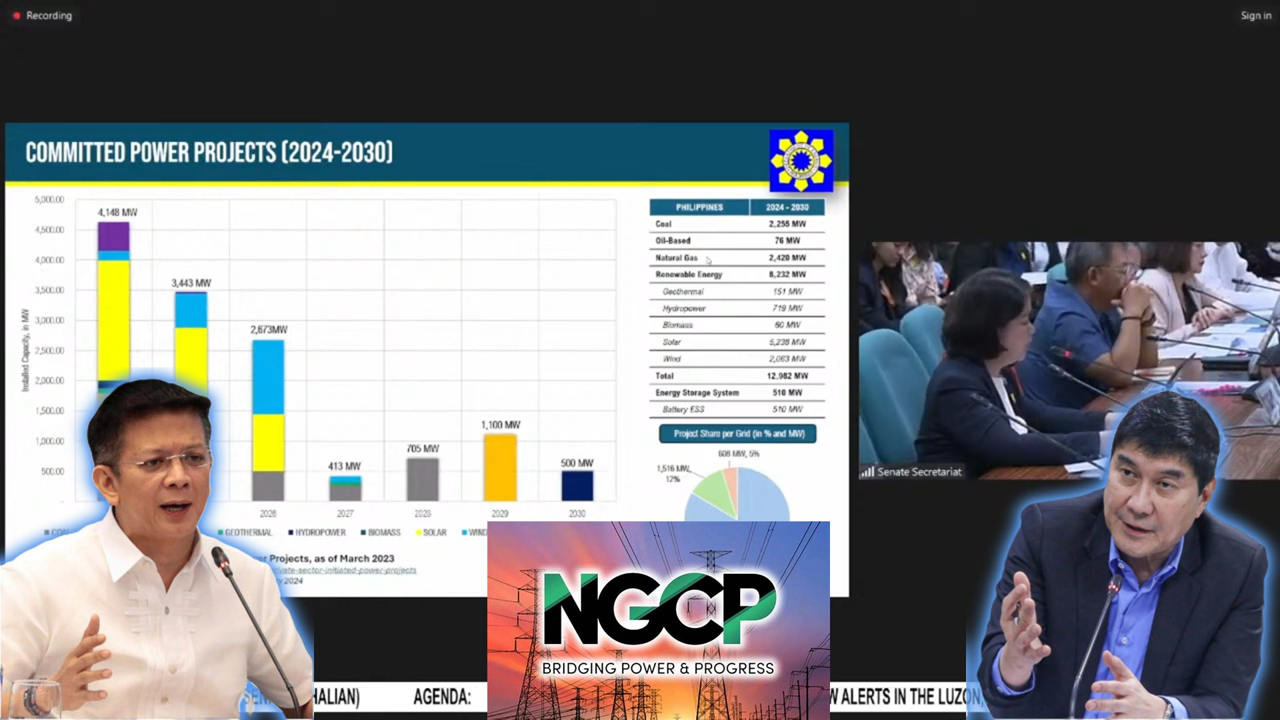 Recording
Sign in
COMMITTED POWER PROJECTS (2024-2030)
5,000.00
4,500.00
4,000.00
3,500.00
3,000.00
2,500.00
2,000.00
1,500.00
1,000.00
500.00
Installed Capacity, in MW
4,148 MW
3,443 MW
2,673MW
413 MW
705 MW
1,100 MW
500 MW
2026
2027
2028
2029
2030
GEOTHERMAL
HYDROPOWER
BIOMASS
SOLAR
Projects, as of March 2023
private-sector-initiated-power-projects
2024
PHILIPPINES 2024 - 2030
Coal 2,255 MW
Oil-Based 76 MW
Natural Gas 2,420 MW
Renewable Energy 8,232 MW
Geothermal 151 MW
Hydropower 719 MW
Biomass 60 MW
Solar 5,238 MW
Wind 2,063 MW
Total 12,982 MW
Energy Storage System 510 MW
Battery ESS 510 MW
Project Share per Grid (in % and MW)
608 MW, 5%
1,516 MW,
12%
Senate Secretariat
NGCP
BRIDGING POWER & PROGRESS
HALIAN) AGENDA:
W ALERTS IN THE LUZON,